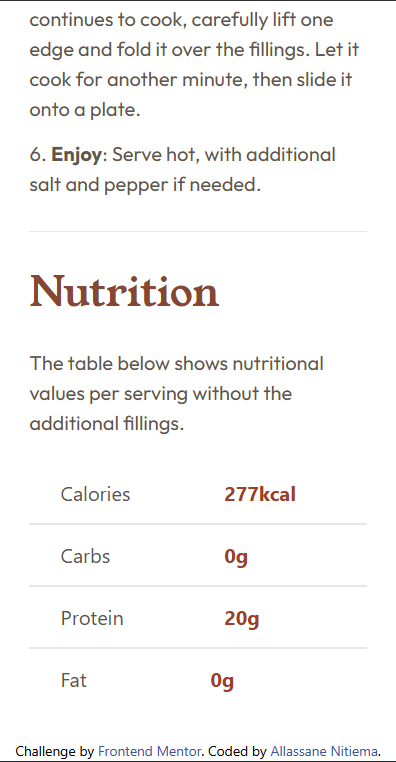 continues to cook, carefully lift one
edge and fold it over the fillings. Let it
cook for another minute, then slide it
onto a plate.
6. Enjoy: Serve hot, with additional
salt and pepper if needed.
Nutrition
The table below shows nutritional
values per serving without the
additional fillings.
Calories 277kcal
Carbs 0g
Protein 20g
Fat 0g
Challenge by Frontend Mentor. Coded by Allassane Nitiema.